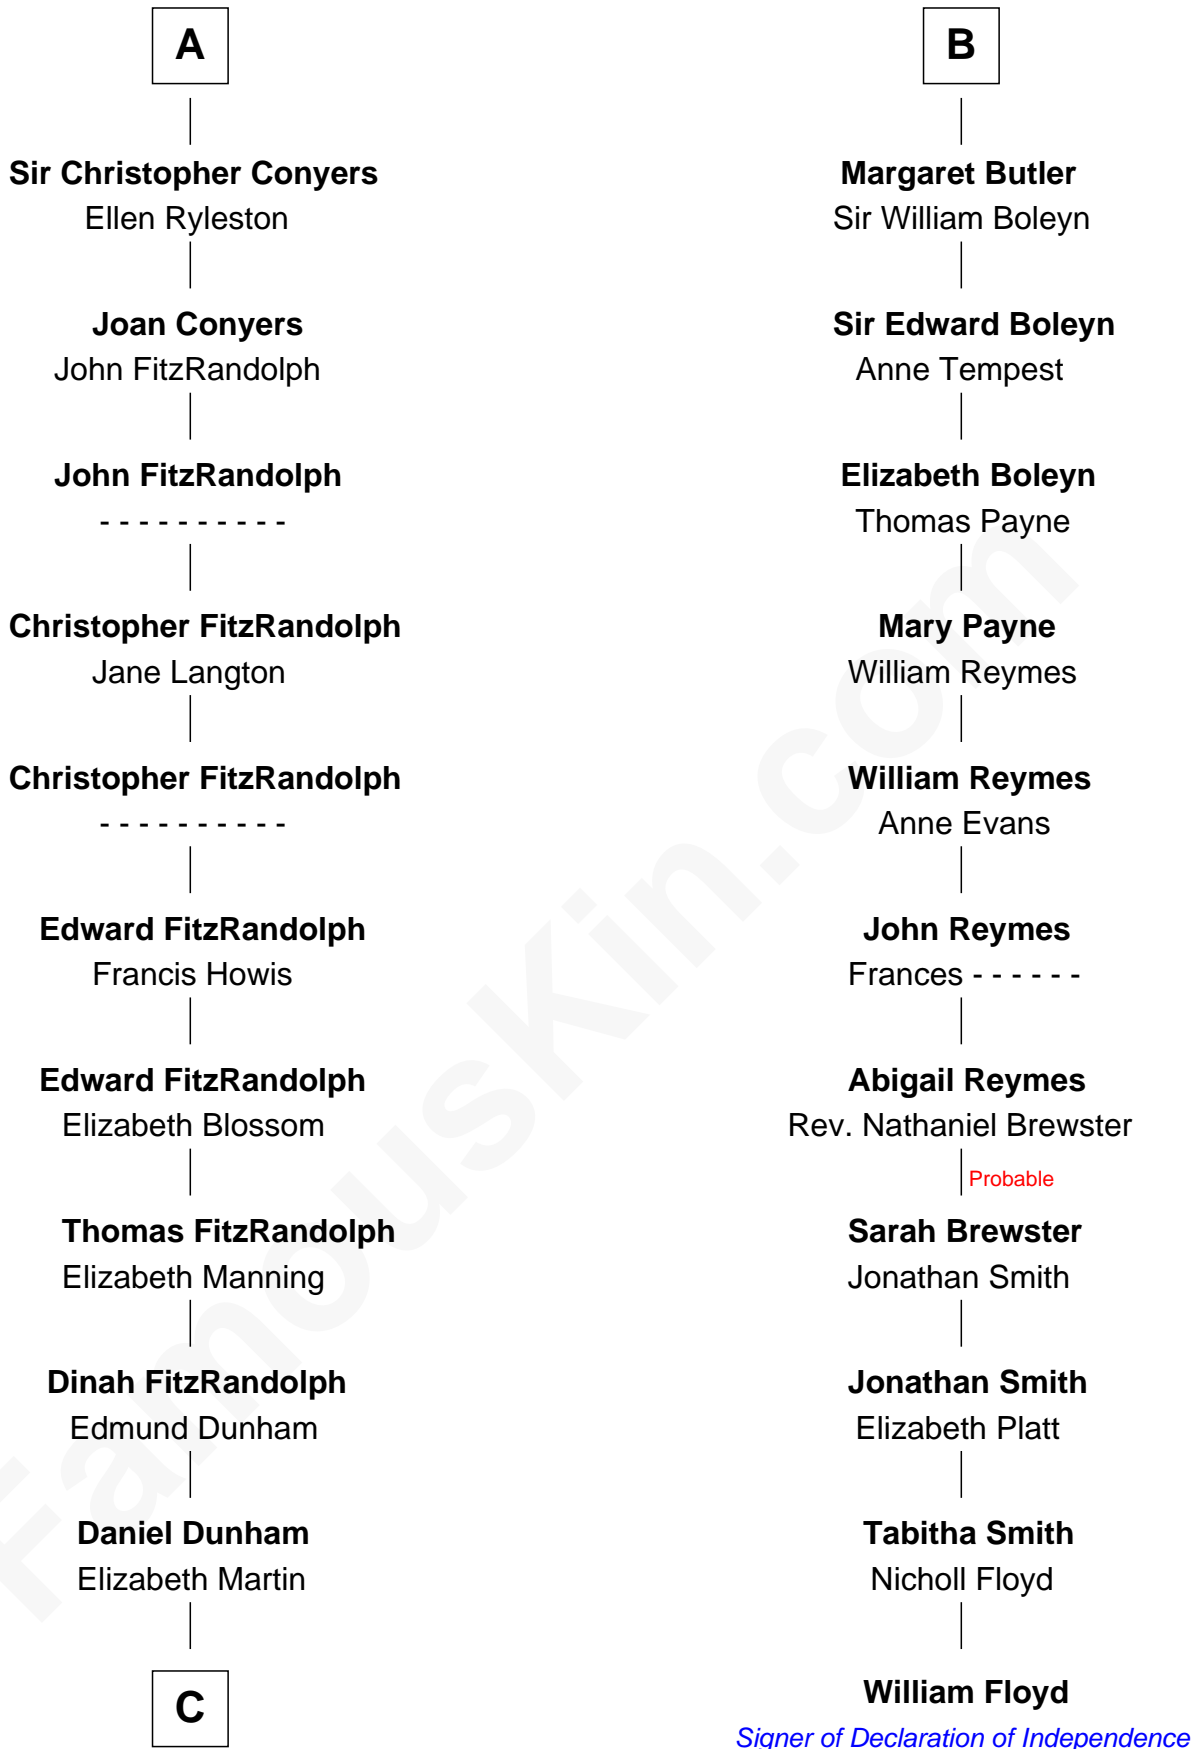 A
Sir Christopher Conyers
Ellen Ryleston
Joan Conyers
John FitzRandolph
John FitzRandolph
- - - - - - - - - -
Christopher FitzRandolph
Jane Langton
Christopher FitzRandolph
- - - - - - - - - -
Edward FitzRandolph
Francis Howis
Edward FitzRandolph
Elizabeth Blossom
Thomas FitzRandolph
Elizabeth Manning
Dinah FitzRandolph
Edmund Dunham
Daniel Dunham
Elizabeth Martin
C
B
Margaret Butler
Sir William Boleyn
Sir Edward Boleyn
Anne Tempest
Elizabeth Boleyn
Thomas Payne
Mary Payne
William Reymes
William Reymes
Anne Evans
John Reymes
Frances - - - - - -
Abigail Reymes
Rev. Nathaniel Brewster
Probable
Sarah Brewster
Jonathan Smith
Jonathan Smith
Elizabeth Platt
Tabitha Smith
Nicholl Floyd
William Floyd
Signer of Declaration of Independence
FamousKin.com